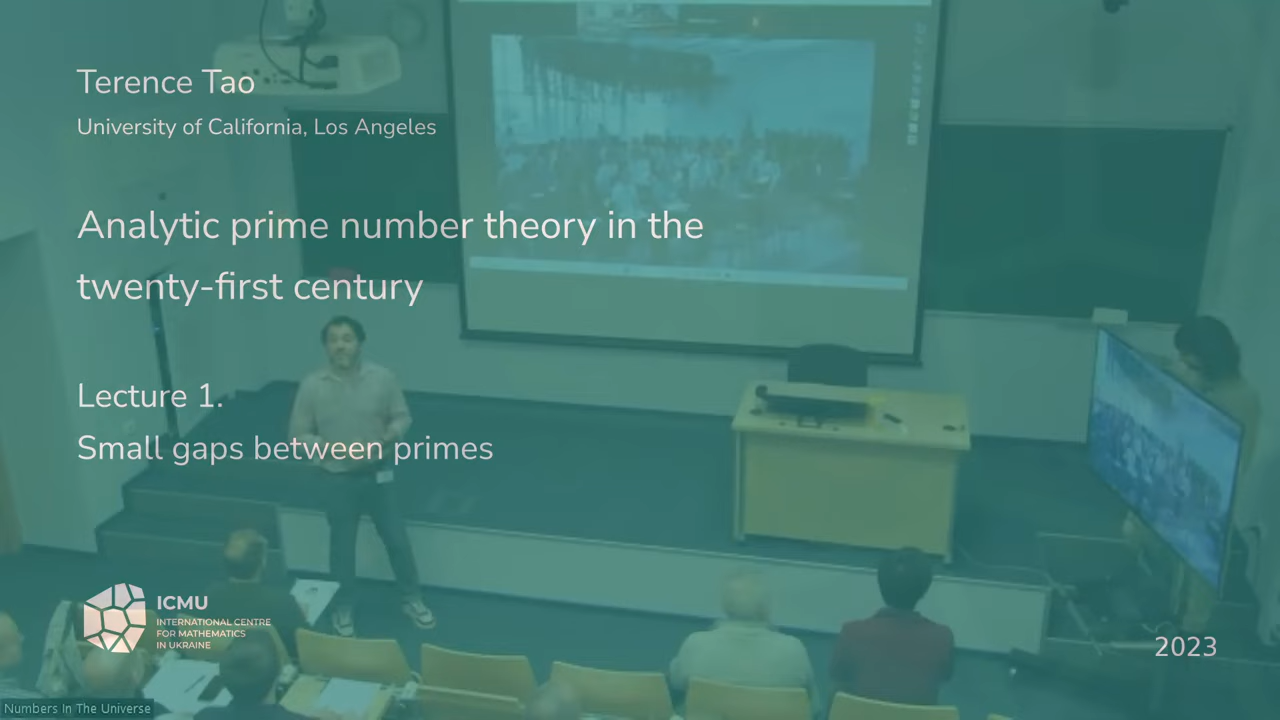 Terence Tao
University of California, Los Angeles
Analytic prime number theory in the
twenty-first century
Lecture 1.
Small gaps between primes
ICMU
INTERNATIONAL CENTRE
FOR MATHEMATICS
IN UKRAINE
2023
Numbers In The Universe